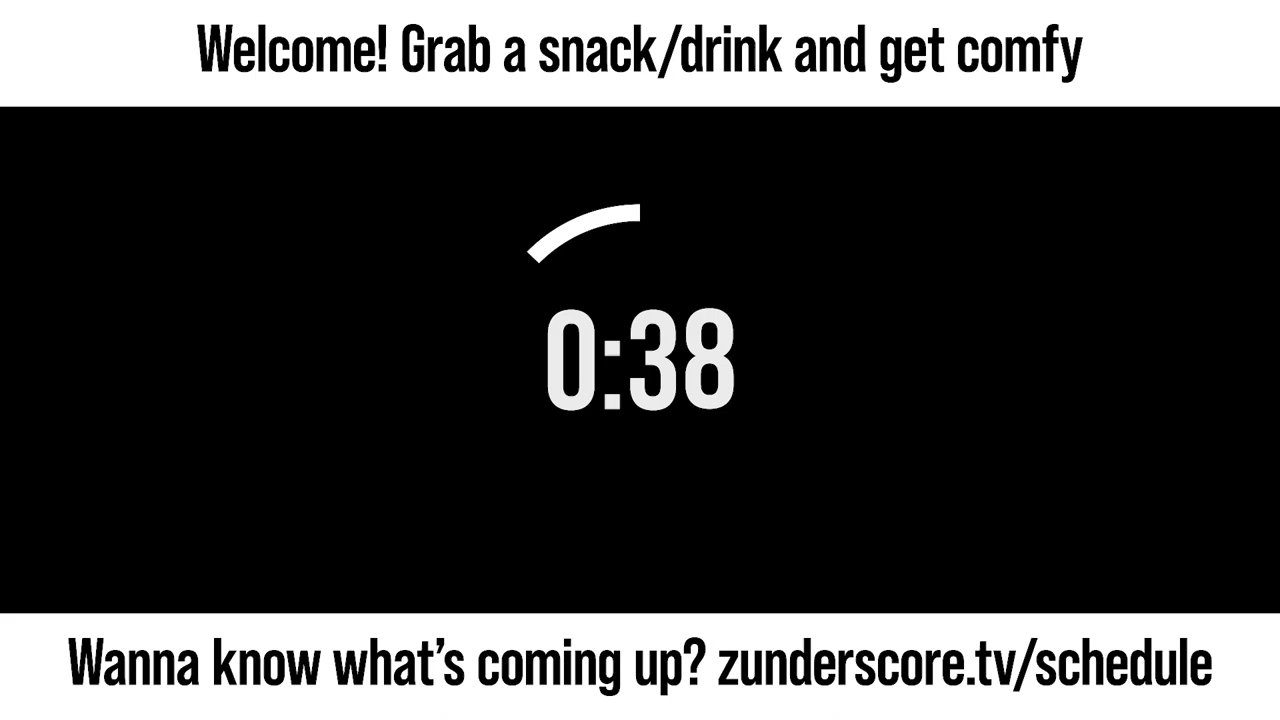 Welcome! Grab a snack/drink and get comfy
0:38
Wanna know what's coming up? zunderscore.tv/schedule